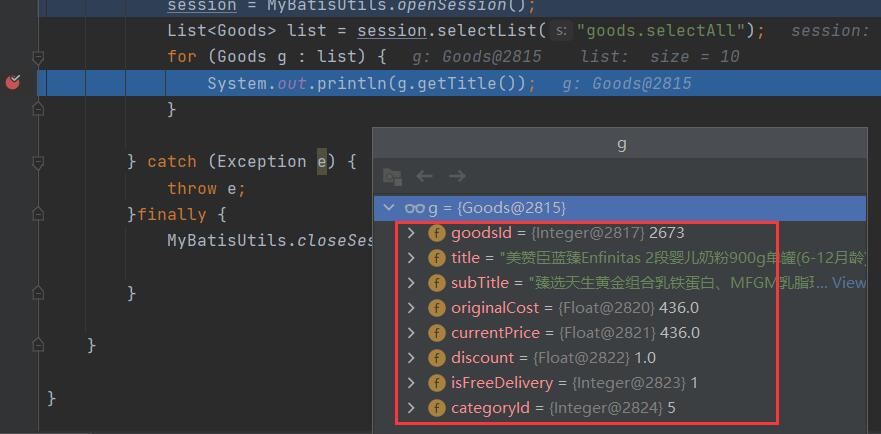 session = MyBatisUtils.openSession();
List<Goods> list = session.selectList( s: "goods.selectAll"); session:
for (Goods g : list) { g: Goods@2815 list: size = 10
System.out.println(g.getTitle()); g: Goods@2815
}
} catch (Exception e) {
throw e;
}finally {
MyBatisUtils.closeSes
}
}
}
g
g = {Goods@2815}
goodsId = {Integer@2817} 2673
title = "美赞臣蓝臻Enfinitas 2段婴儿奶粉900g单罐(6-12月龄)
subTitle = "臻选天生黄金组合乳铁蛋白、MFGM乳脂球... View
originalCost = {Float@2820} 436.0
currentPrice = {Float@2821} 436.0
discount = {Float@2822} 1.0
isFreeDelivery = {Integer@2823} 1
categoryId = {Integer@2824} 5